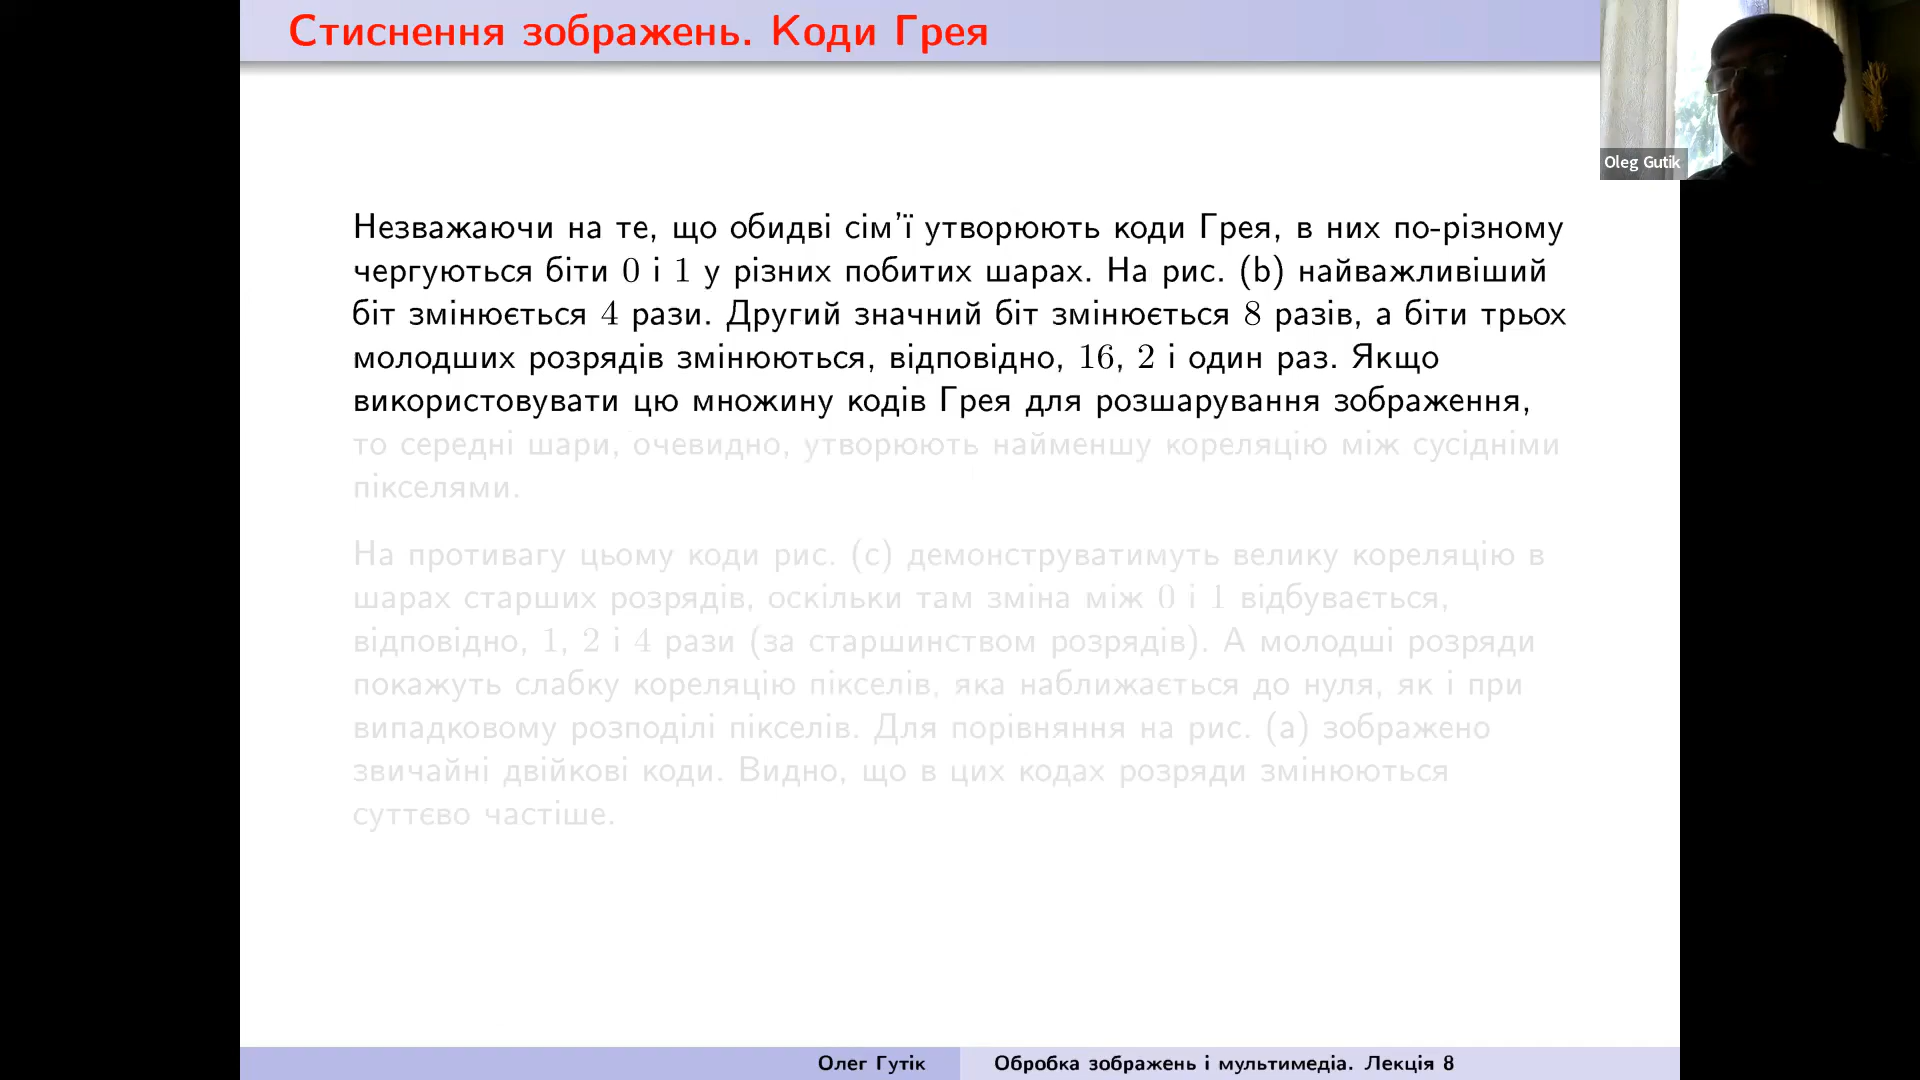 Стиснення зображень. Коди Грея
Oleg Gutik
Незважаючи на те, що обидві сім'ї утворюють коди Грея, в них по-різному
чергуються біти 0 і 1 у різних побитих шарах. На рис. (b) найважливіший
біт змінюється 4 рази. Другий значний біт змінюється 8 разів, а біти трьох
молодших розрядів змінюються, відповідно, 16, 2 і один раз. Якщо
використовувати цю множину кодів Грея для розшарування зображення,
то середні шари, очевидно, утворюють найменшу кореляцію між сусідніми
пікселями.
На противагу цьому коди рис. (c) демонструватимуть велику кореляцію в
шарах старших розрядів, оскільки там зміна між 0 і 1 відбувається,
відповідно, 1, 2 і 4 рази (за старшинством розрядів). А молодші розряди
покажуть слабку кореляцію пікселів, яка наближається до нуля, як і при
випадковому розподілі пікселів. Для порівняння на рис. (a) зображено
звичайні двійкові коди. Видно, що в цих кодах розряди змінюються
суттєво частіше.
Олег Гутік
Обробка зображень і мультимедіа. Лекція 8